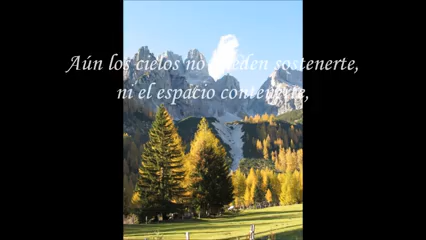 Aún los cielos no pueden sostenerte,
ni el espacio contenerte,